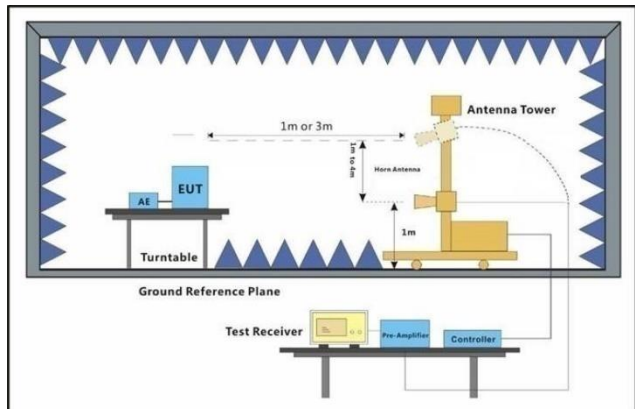 1m or 3m
Antenna Tower
1m to 4m
Horn Antenna
EUT
AE
1m
Turntable
Ground Reference Plane
Test Receiver
Pre-Amplifier
Controller